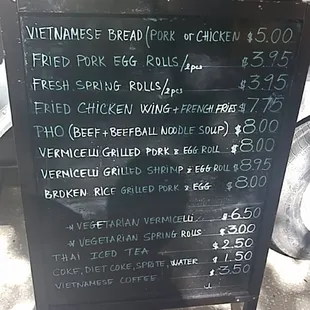 VIETNAMESE BREAD (PORK or CHICKEN $5.00
FRIED PORK EGG ROLLS/2pcs $3.95
FRESH SPRING ROLLS/2pcs $3.95
FRIED CHICKEN WING + FRENCH FRIES $7.75
PHO (BEEF + BEEFBALL NOODLE SOUP) $8.00
VERMICELLI GRILLED PORK & EGG ROLL $8.00
VERMICELLI GRILLED SHRIMP & EGG ROLL $8.95
BROKEN RICE GRILLED PORK & EGG $8.00
* VEGETARIAN VERMICELLI $6.50
* VEGETARIAN SPRING ROLLS $3.00
THAI ICED TEA $2.50
COKE, DIET COKE, SPRITE, WATER $1.50
VIETNAMESE COFFEE $3.50